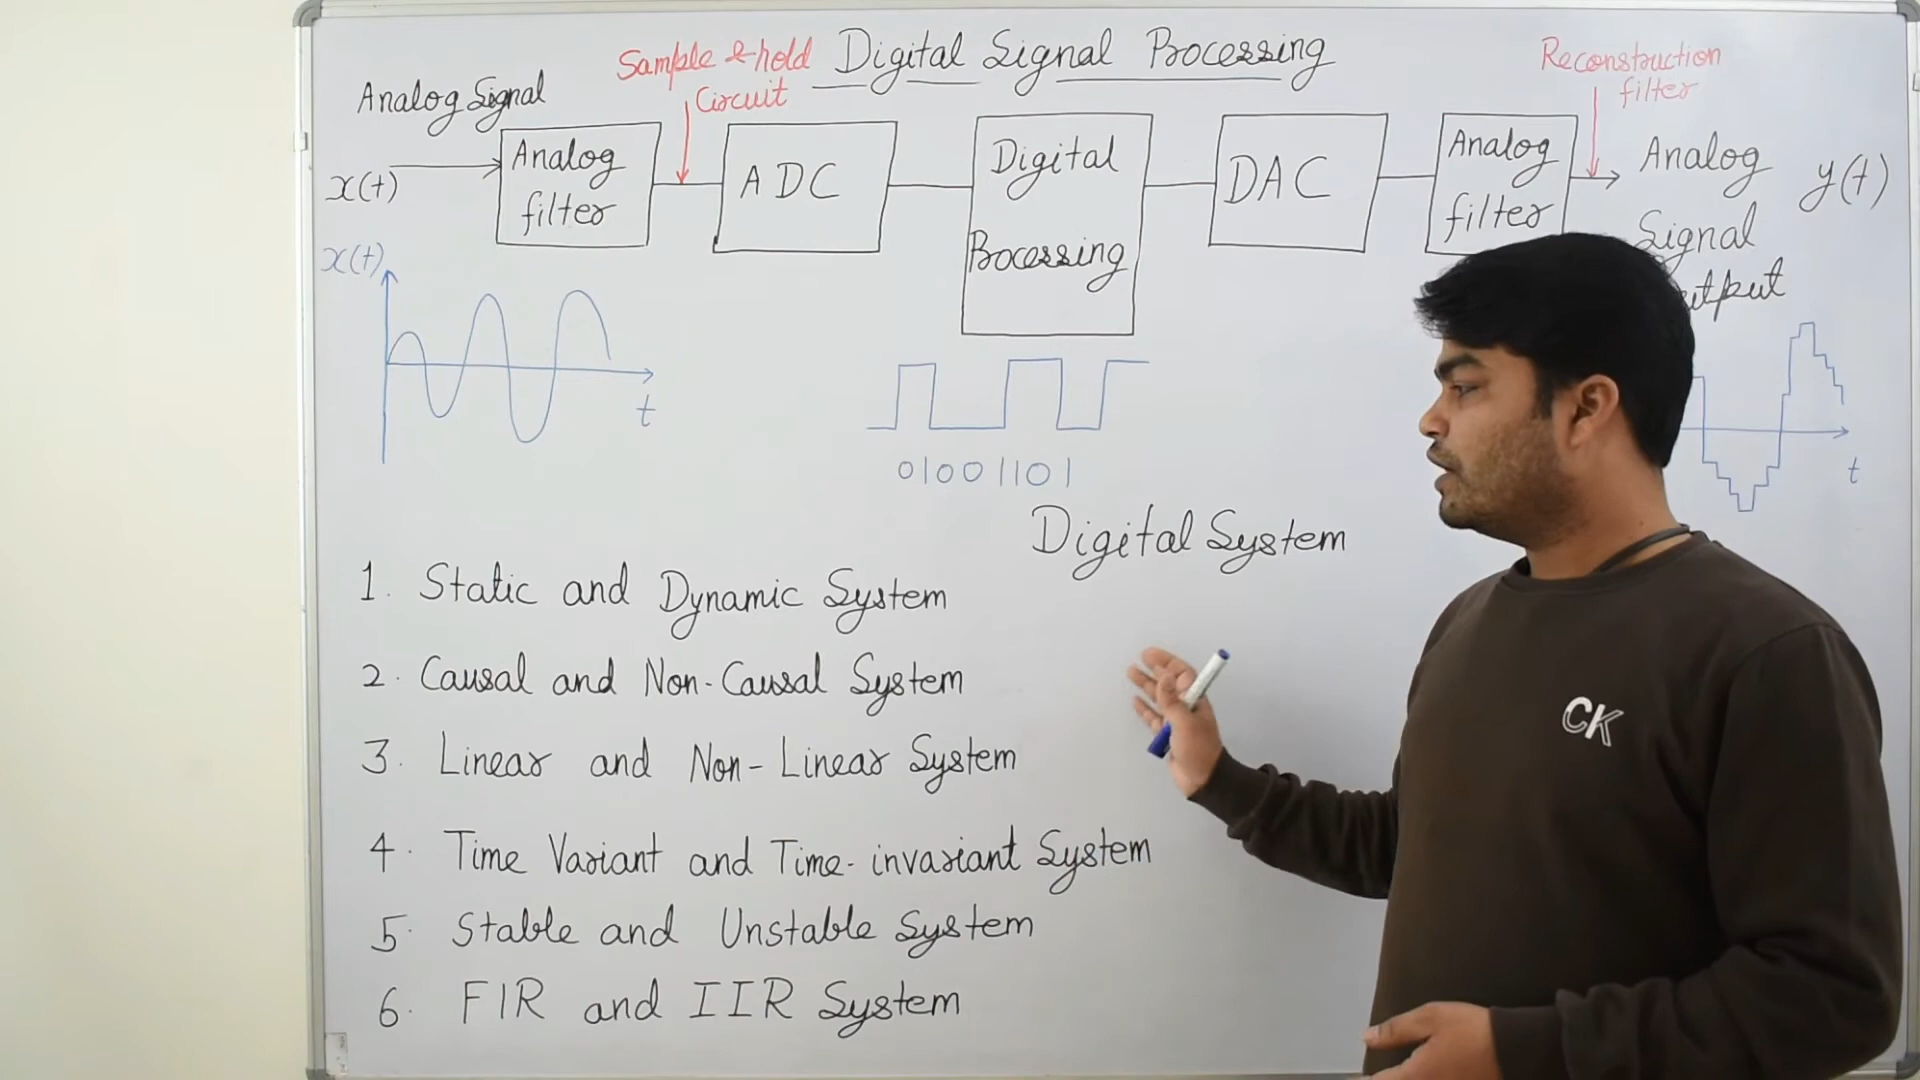 Digital Signal Processing
Sample & hold
Circuit
Reconstruction
filter
Analog Signal
x(t)
Analog
filter
ADC
Digital
Processing
DAC
Analog
filter
Analog
Signal
y(t)
x(t)
t
01001101
t
Digital System
1. Static and Dynamic System
2. Causal and Non-Causal System
3. Linear and Non-Linear System
4. Time Variant and Time-invariant System
5. Stable and Unstable System
6. FIR and IIR System
CK